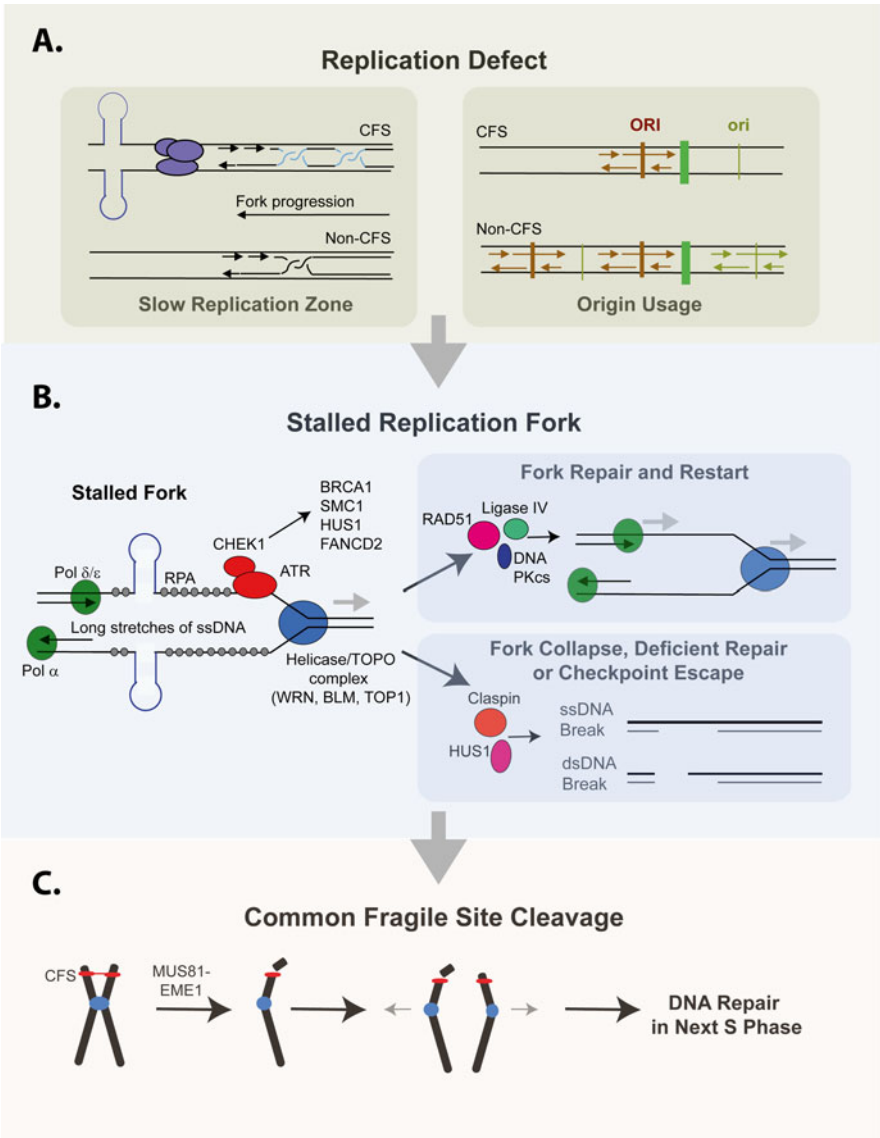 A.
Replication Defect
CFS
Fork progression
Non-CFS
Slow Replication Zone
CFS
ORI
ori
Non-CFS
Origin Usage
B.
Stalled Replication Fork
Stalled Fork
BRCA1
SMC1
HUS1
FANCD2
CHEK1
ATR
RPA
Pol δ/ε
Long stretches of ssDNA
Pol α
Helicase/TOPO
complex
(WRN, BLM, TOP1)
Fork Repair and Restart
RAD51
Ligase IV
DNA
PKcs
Fork Collapse, Deficient Repair
or Checkpoint Escape
Claspin
HUS1
ssDNA
Break
dsDNA
Break
C.
Common Fragile Site Cleavage
CFS
MUS81-
EME1
DNA Repair
in Next S Phase